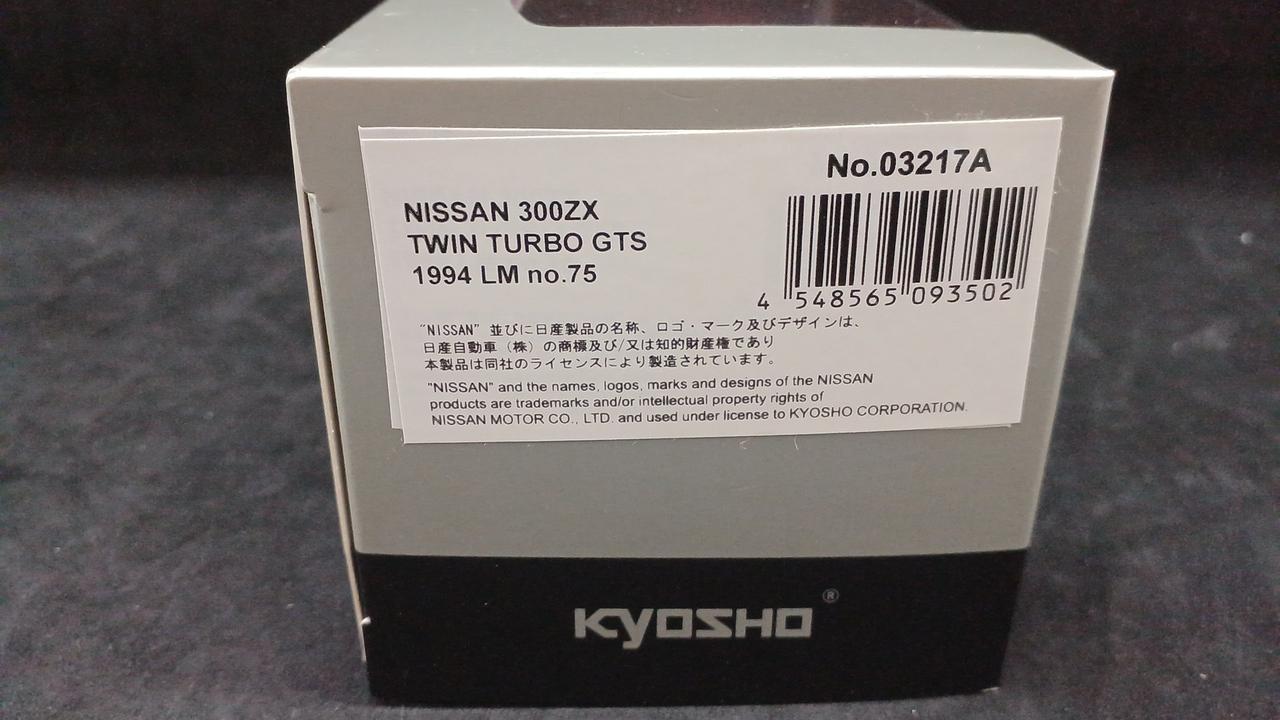 No.03217A
NISSAN 300ZX
TWIN TURBO GTS
1994 LM no.75
4 548565 093502
"NISSAN" 並びに日産製品の名称、ロゴ・マーク及びデザインは、
日産自動車（株）の商標及び/又は知的財産権であり
本製品は同社のライセンスにより製造されています。
"NISSAN" and the names, logos, marks and designs of the NISSAN
products are trademarks and/or intellectual property rights of
NISSAN MOTOR CO., LTD. and used under license to KYOSHO CORPORATION.
KYOSHO ®